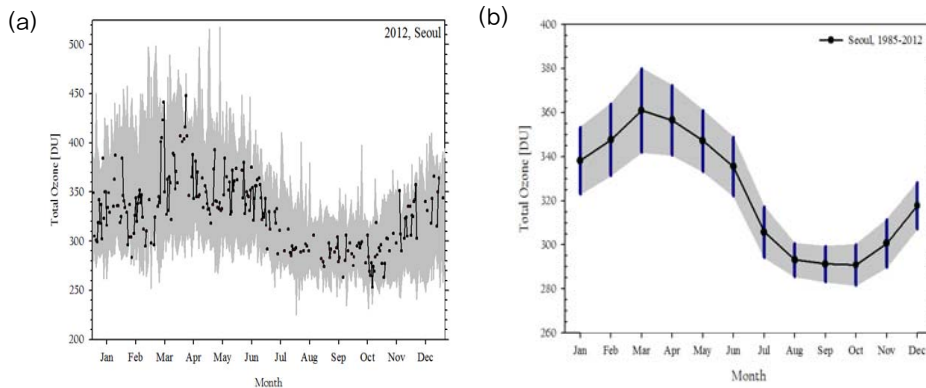 (a)
2012, Seoul
Total Ozone [DU]
500
450
400
350
300
250
200
Jan Feb Mar Apr May Jun Jul Aug Sep Oct Nov Dec
Month
(b)
Seoul, 1985-2012
Total Ozone [DU]
400
380
360
340
320
300
280
260
Jan Feb Mar Apr May Jun Jul Aug Sep Oct Nov Dec
Month